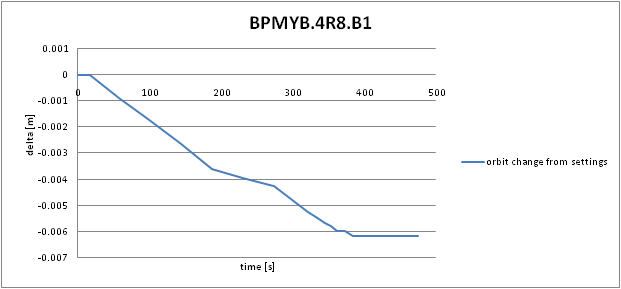 BPMYB.4R8.B1
0.001
0
-0.001
-0.002
-0.003
-0.004
-0.005
-0.006
-0.007
delta [m]
0 100 200 300 400 500
time [s]
orbit change from settings